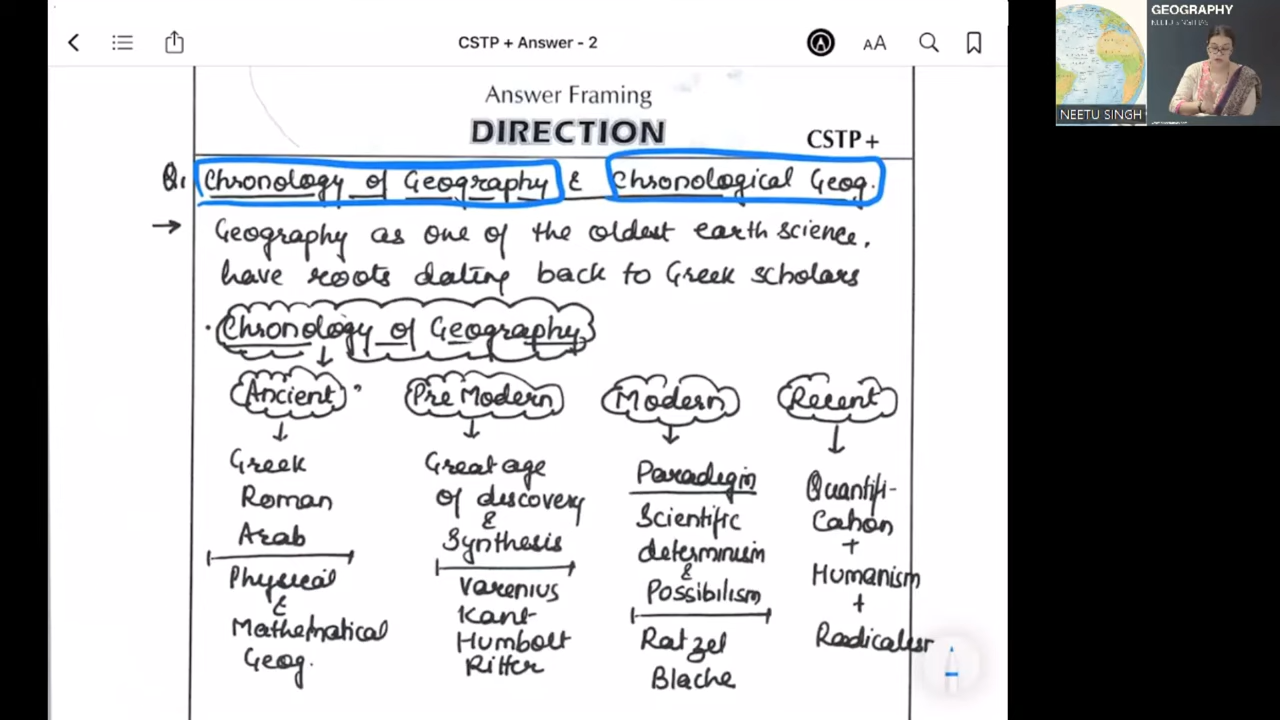 CSTP + Answer - 2
AA
GEOGRAPHY
NEETU SINGH
Answer Framing
DIRECTION
CSTP+
Q1 Chronology of Geography & Chronological Geog.
→ Geography as one of the oldest earth science,
have roots dating back to Greek scholars
Chronology of Geography
Ancient
Pre Modern
Modern
Recent
Greek
Roman
Arab
Physical
&
Mathematical
Geog.
Great age
of discovery
&
Synthesis
Varenius
Kant
Humbolt
Ritter
Paradigm
Scientific
determinism
&
Possibilism
Ratzel
Blache
Quantifi-
cation
+
Humanism
+